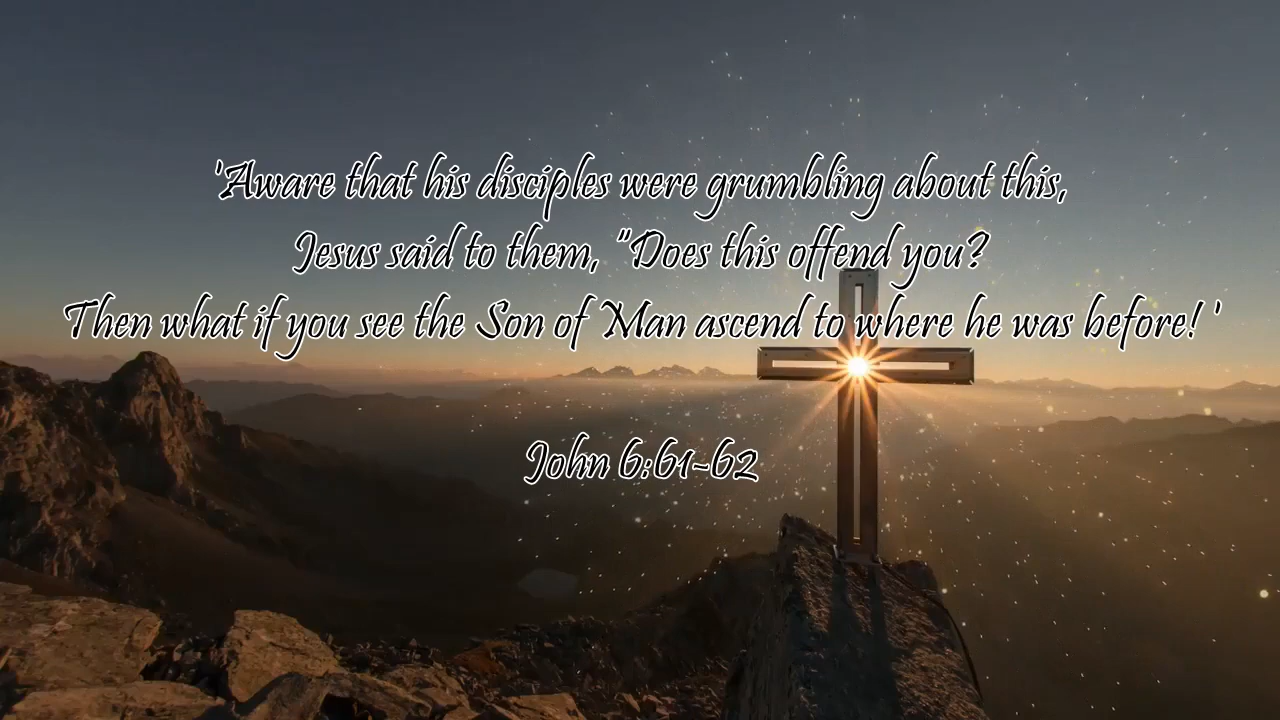 'Aware that his disciples were grumbling about this,
Jesus said to them, "Does this offend you?
Then what if you see the Son of Man ascend to where he was before! '
John 6:61-62